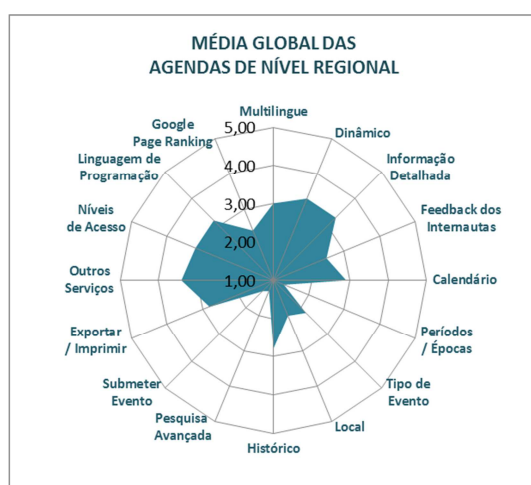 MÉDIA GLOBAL DAS
AGENDAS DE NÍVEL REGIONAL
Multilingue
Dinâmico
Informação
Detalhada
Feedback dos
Internautas
Calendário
Períodos
/ Épocas
Tipo de
Evento
Local
Histórico
Pesquisa
Avançada
Submeter
Evento
Exportar
/ Imprimir
Outros
Serviços
Níveis
de Acesso
Linguagem de
Programação
Google
Page Ranking
5,00
4,00
3,00
2,00
1,00